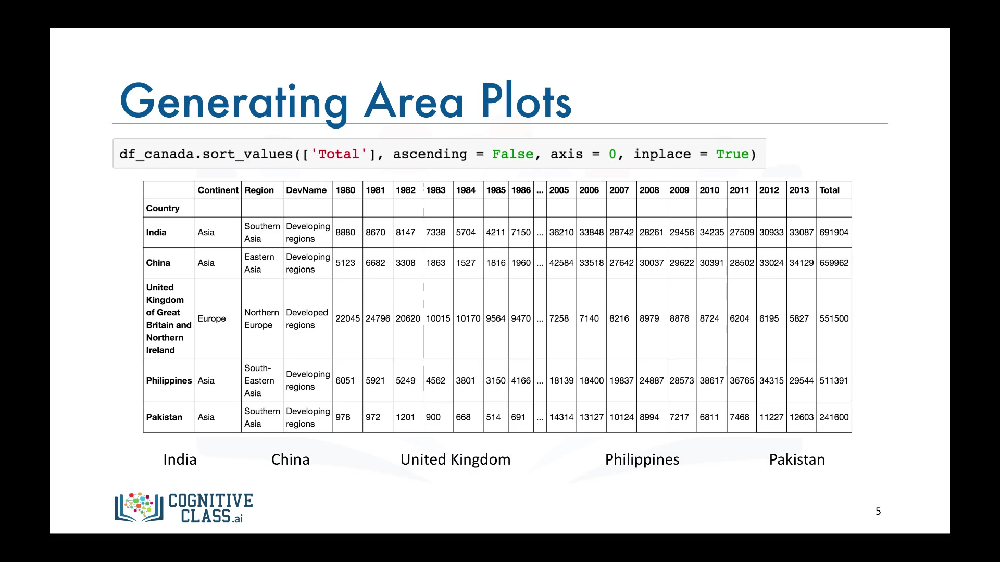 Generating Area Plots
df_canada.sort_values(['Total'], ascending = False, axis = 0, inplace = True)
Continent Region DevName 1980 1981 1982 1983 1984 1985 1986 ... 2005 2006 2007 2008 2009 2010 2011 2012 2013 Total
Country
India Asia Southern Asia Developing regions 8880 8670 8147 7338 5704 4211 7150 ... 36210 33848 28742 28261 29456 34235 27509 30933 33087 691904
China Asia Eastern Asia Developing regions 5123 6682 3308 1863 1527 1816 1960 ... 42584 33518 27642 30037 29622 30391 28502 33024 34129 659962
United Kingdom of Great Britain and Northern Ireland Europe Northern Europe Developed regions 22045 24796 20620 10015 10170 9564 9470 ... 7258 7140 8216 8979 8876 8724 6204 6195 5827 551500
Philippines Asia South-Eastern Asia Developing regions 6051 5921 5249 4562 3801 3150 4166 ... 18139 18400 19837 24887 28573 38617 36765 34315 29544 511391
Pakistan Asia Southern Asia Developing regions 978 972 1201 900 668 514 691 ... 14314 13127 10124 8994 7217 6811 7468 11227 12603 241600
India China United Kingdom Philippines Pakistan
COGNITIVE
CLASS.ai
5